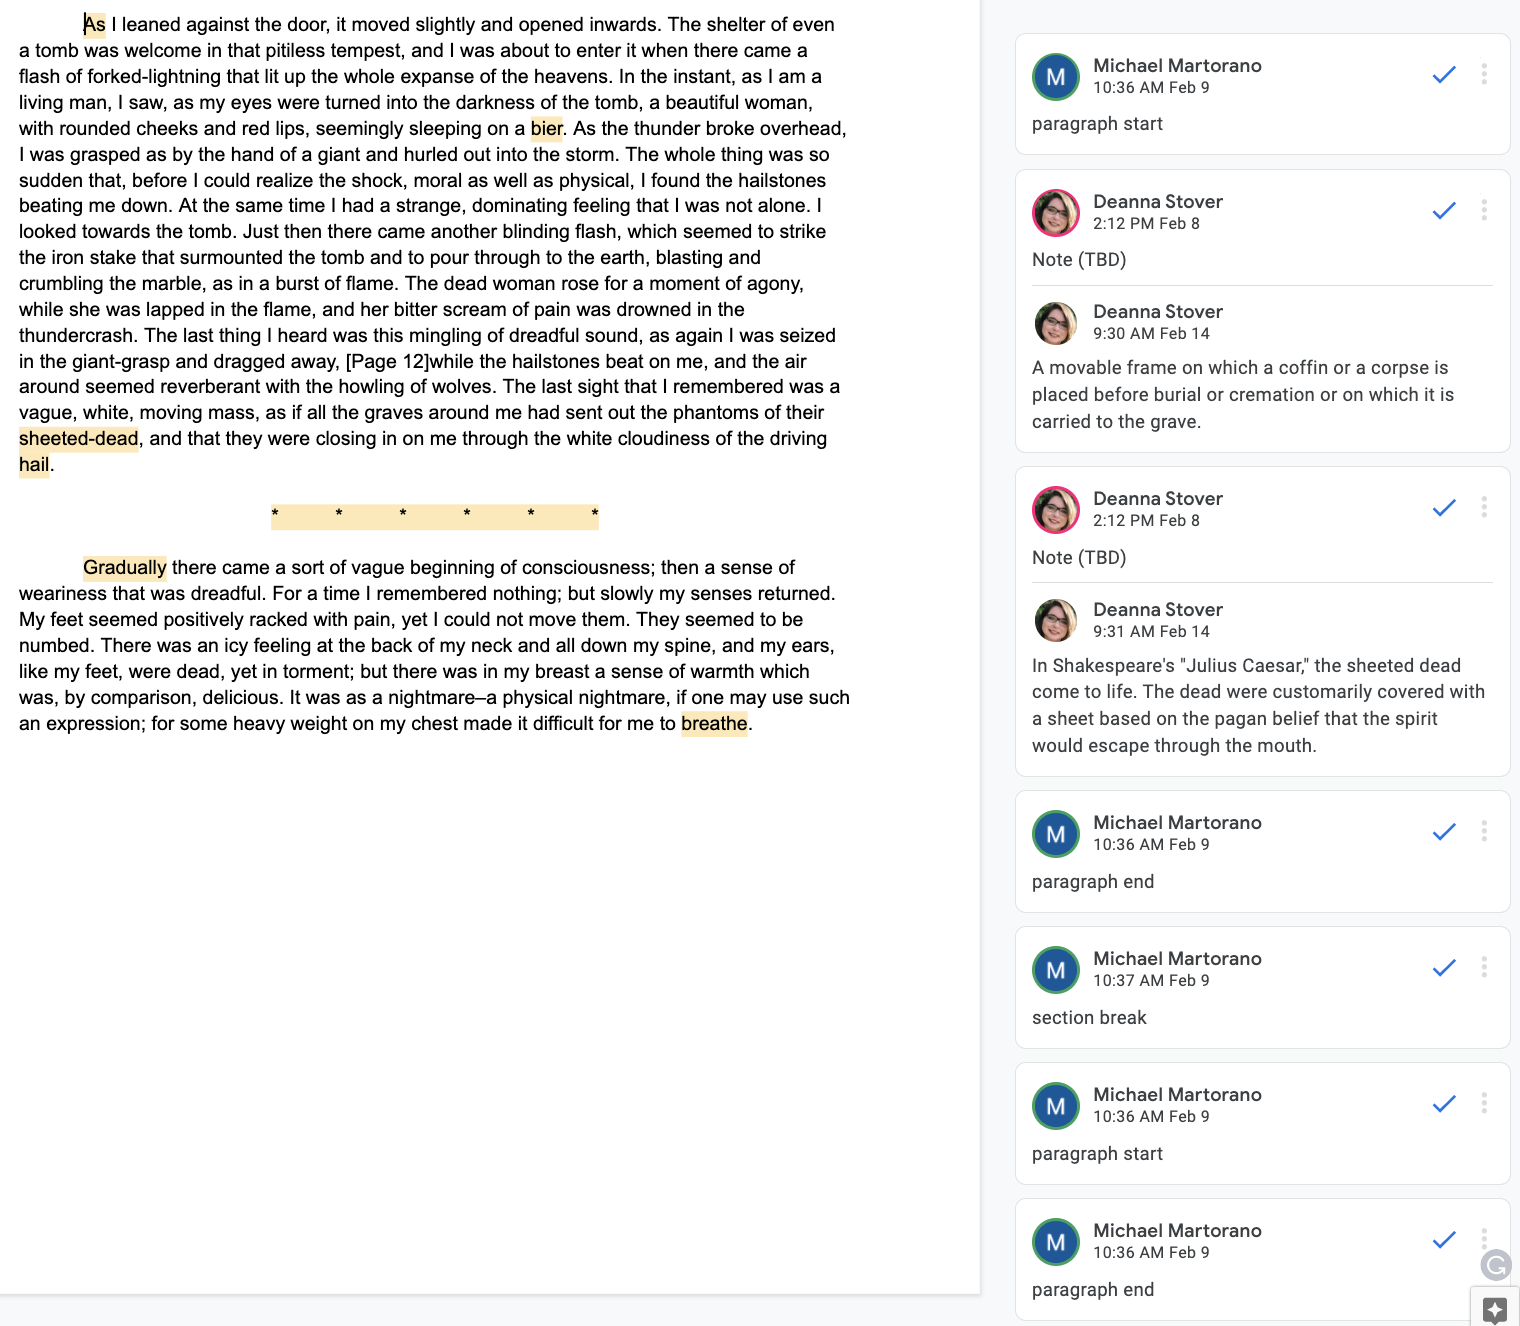 As I leaned against the door, it moved slightly and opened inwards. The shelter of even
a tomb was welcome in that pitiless tempest, and I was about to enter it when there came a
flash of forked-lightning that lit up the whole expanse of the heavens. In the instant, as I am a
living man, I saw, as my eyes were turned into the darkness of the tomb, a beautiful woman,
with rounded cheeks and red lips, seemingly sleeping on a bier. As the thunder broke overhead,
I was grasped as by the hand of a giant and hurled out into the storm. The whole thing was so
sudden that, before I could realize the shock, moral as well as physical, I found the hailstones
beating me down. At the same time I had a strange, dominating feeling that I was not alone. I
looked towards the tomb. Just then there came another blinding flash, which seemed to strike
the iron stake that surmounted the tomb and to pour through to the earth, blasting and
crumbling the marble, as in a burst of flame. The dead woman rose for a moment of agony,
while she was lapped in the flame, and her bitter scream of pain was drowned in the
thundercrash. The last thing I heard was this mingling of dreadful sound, as again I was seized
in the giant-grasp and dragged away, [Page 12]while the hailstones beat on me, and the air
around seemed reverberant with the howling of wolves. The last sight that I remembered was a
vague, white, moving mass, as if all the graves around me had sent out the phantoms of their
sheeted-dead, and that they were closing in on me through the white cloudiness of the driving
hail.
* * * * * *
Gradually there came a sort of vague beginning of consciousness; then a sense of
weariness that was dreadful. For a time I remembered nothing; but slowly my senses returned.
My feet seemed positively racked with pain, yet I could not move them. They seemed to be
numbed. There was an icy feeling at the back of my neck and all down my spine, and my ears,
like my feet, were dead, yet in torment; but there was in my breast a sense of warmth which
was, by comparison, delicious. It was as a nightmare–a physical nightmare, if one may use such
an expression; for some heavy weight on my chest made it difficult for me to breathe.
M
Michael Martorano
10:36 AM Feb 9
paragraph start
Deanna Stover
2:12 PM Feb 8
Note (TBD)
Deanna Stover
9:30 AM Feb 14
A movable frame on which a coffin or a corpse is
placed before burial or cremation or on which it is
carried to the grave.
Deanna Stover
2:12 PM Feb 8
Note (TBD)
Deanna Stover
9:31 AM Feb 14
In Shakespeare's "Julius Caesar," the sheeted dead
come to life. The dead were customarily covered with
a sheet based on the pagan belief that the spirit
would escape through the mouth.
M
Michael Martorano
10:36 AM Feb 9
paragraph end
M
Michael Martorano
10:37 AM Feb 9
section break
M
Michael Martorano
10:36 AM Feb 9
paragraph start
M
Michael Martorano
10:36 AM Feb 9
paragraph end